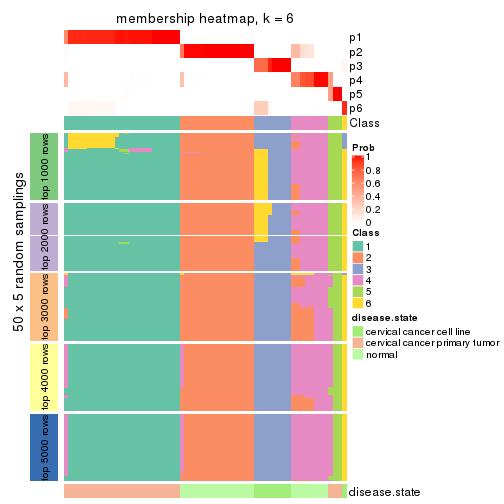 membership heatmap, k = 6
p1
p2
p3
p4
p5
p6
Class
50 x 5 random samplings
top 1000 rows
top 2000 rows
top 3000 rows
top 4000 rows
top 5000 rows
Prob
1
0.8
0.6
0.4
0.2
0
Class
1
2
3
4
5
6
disease.state
cervical cancer cell line
cervical cancer primary tumor
normal
disease.state